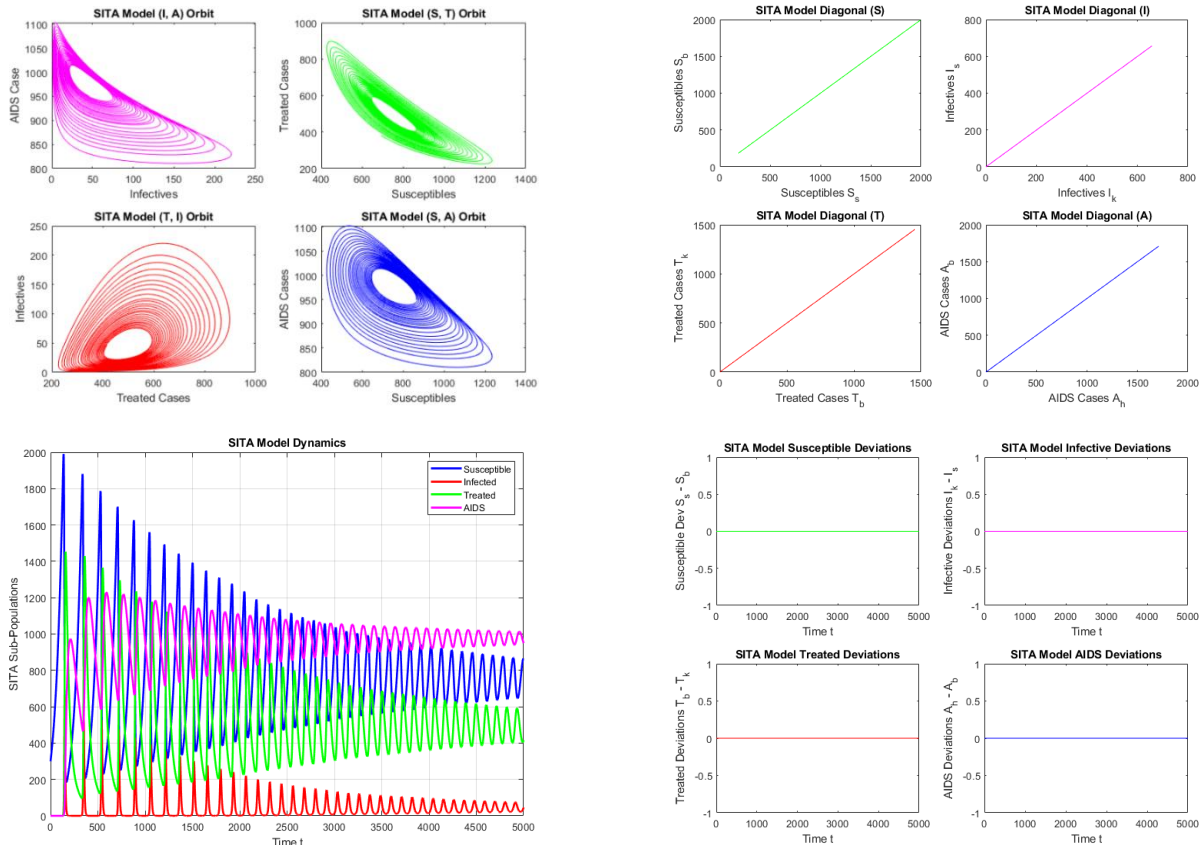 SITA Model (I, A) Orbit
AIDS Case
1100
1050
1000
950
900
850
800
0 50 100 150 200 250
Infectives
SITA Model (S, T) Orbit
Treated Cases
1000
800
600
400
200
400 600 800 1000 1200 1400
Susceptibles
SITA Model (T, I) Orbit
Infectives
250
200
150
100
50
0
200 400 600 800 1000
Treated Cases
SITA Model (S, A) Orbit
AIDS Cases
1100
1050
1000
950
900
850
800
400 600 800 1000 1200 1400
Susceptibles
SITA Model Diagonal (S)
Susceptibles S_b
2000
1500
1000
500
0
0 500 1000 1500 2000
Susceptibles S_s
SITA Model Diagonal (I)
Infectives I_s
800
600
400
200
0
0 200 400 600 800
Infectives I_k
SITA Model Diagonal (T)
Treated Cases T_k
1500
1000
500
0
0 500 1000 1500
Treated Cases T_b
SITA Model Diagonal (A)
AIDS Cases A_b
2000
1500
1000
500
0
0 500 1000 1500 2000
AIDS Cases A_h
SITA Model Dynamics
SITA Sub-Populations
2000
1800
1600
1400
1200
1000
800
600
400
200
0
0 500 1000 1500 2000 2500 3000 3500 4000 4500 5000
Time t
Susceptible
Infected
Treated
AIDS
SITA Model Susceptible Deviations
Susceptible Dev S_s - S_b
1
0.5
0
-0.5
-1
0 1000 2000 3000 4000 5000
Time t
SITA Model Infective Deviations
Infective Deviations I_k - I_s
1
0.5
0
-0.5
-1
0 1000 2000 3000 4000 5000
Time t
SITA Model Treated Deviations
Treated Deviations T_b - T_k
1
0.5
0
-0.5
-1
0 1000 2000 3000 4000 5000
Time t
SITA Model AIDS Deviations
AIDS Deviations A_h - A_b
1
0.5
0
-0.5
-1
0 1000 2000 3000 4000 5000
Time t